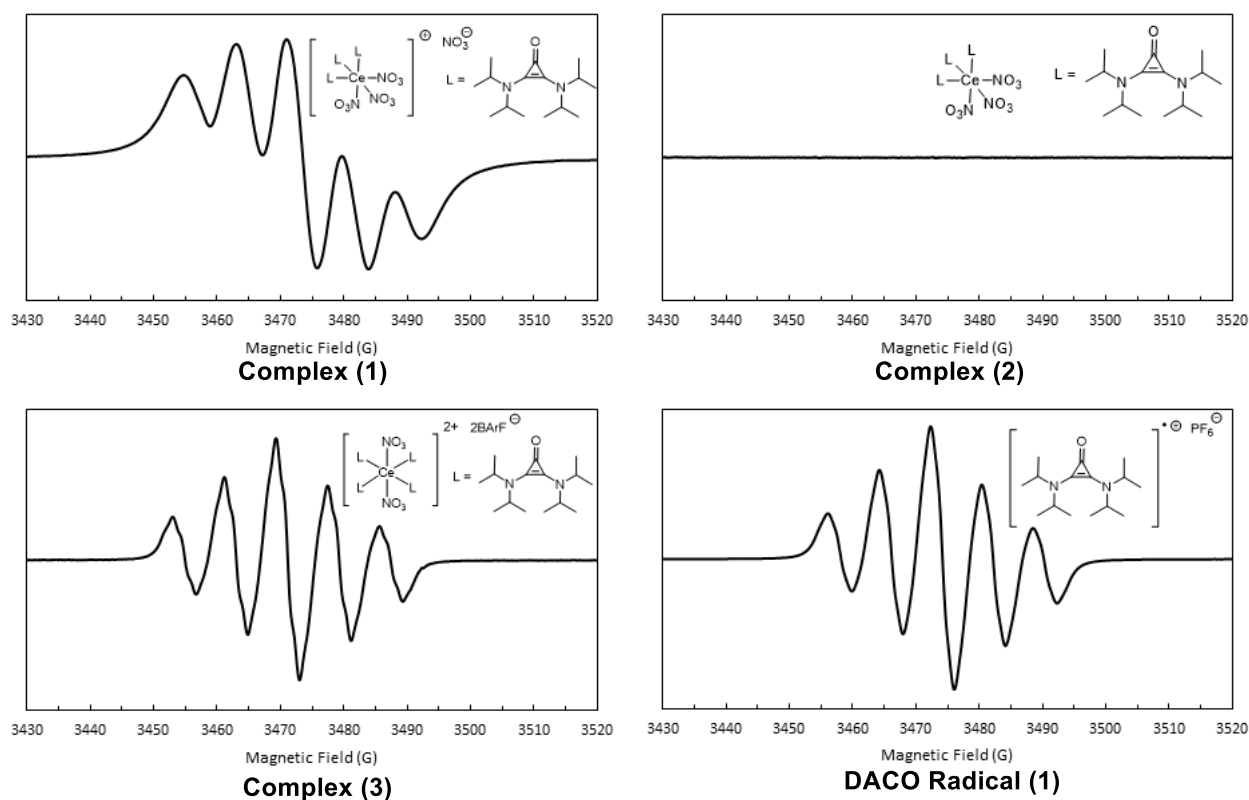 ⊕ NO3⊖
L L
L Ce NO3
O3N NO3
L =
O
N N
3430 3440 3450 3460 3470 3480 3490 3500 3510 3520
Magnetic Field (G)
Complex (1)
L L
L Ce NO3
O3N NO3
L =
O
N N
3430 3440 3450 3460 3470 3480 3490 3500 3510 3520
Magnetic Field (G)
Complex (2)
2+ 2BArF⊖
NO3
L L
Ce
L L
NO3
L =
O
N N
3430 3440 3450 3460 3470 3480 3490 3500 3510 3520
Magnetic Field (G)
Complex (3)
•⊕ PF6⊖
O
N N
3430 3440 3450 3460 3470 3480 3490 3500 3510 3520
Magnetic Field (G)
DACO Radical (1)